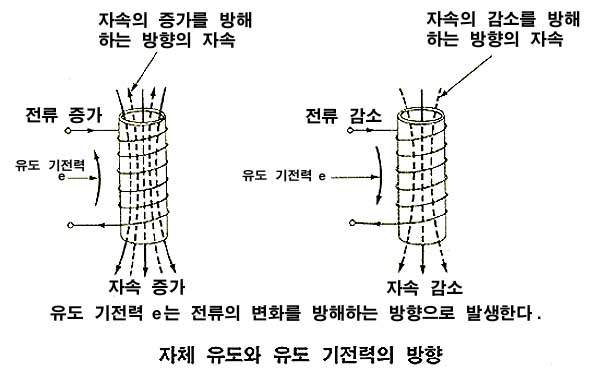 자속의 증가를 방해
하는 방향의 자속
자속의 감소를 방해
하는 방향의 자속
전류 증가
전류 감소
유도 기전력
e
유도 기전력 e
자속 증가
자속 감소
유도 기전력 e는 전류의 변화를 방해하는 방향으로 발생한다.
자체 유도와 유도 기전력의 방향